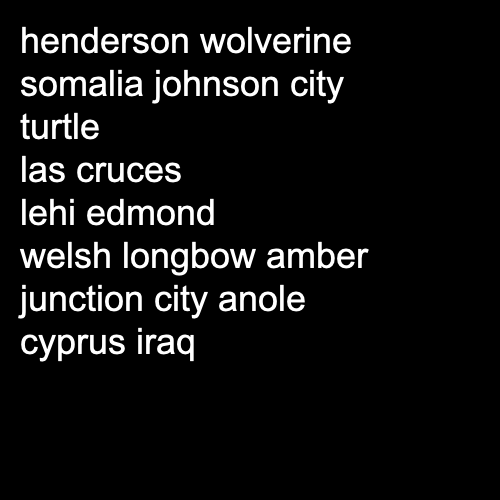 henderson wolverine
somalia johnson city
turtle
las cruces
lehi edmond
welsh longbow amber
junction city anole
cyprus iraq